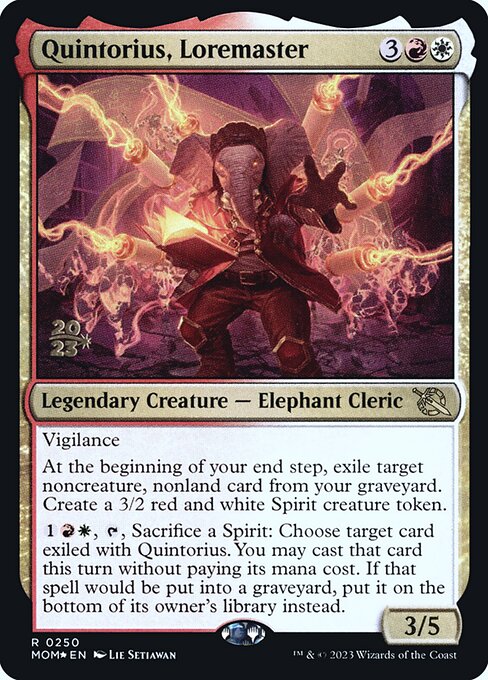 Quintorius, Loremaster 3
20
23
Legendary Creature — Elephant Cleric
Vigilance
At the beginning of your end step, exile target
noncreature, nonland card from your graveyard.
Create a 3/2 red and white Spirit creature token.
1, , Sacrifice a Spirit: Choose target card
exiled with Quintorius. You may cast that card
this turn without paying its mana cost. If that
spell would be put into a graveyard, put it on the
bottom of its owner's library instead.
3/5
R 0250
MOM★EN Lie Setiawan
™ & © 2023 Wizards of the Coast